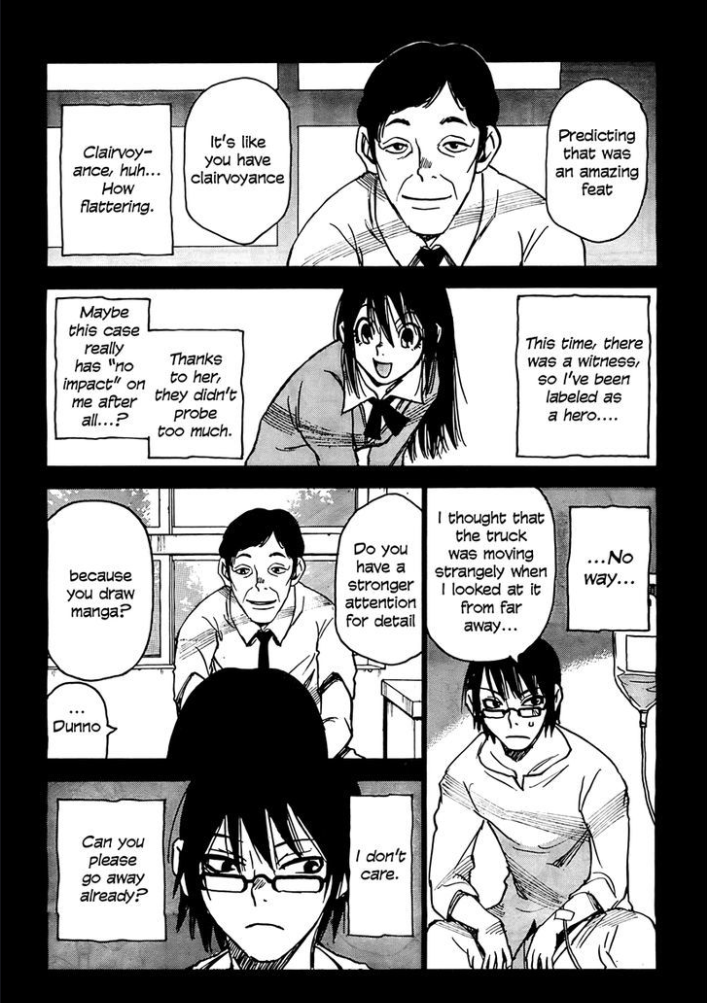 Predicting
that was
an amazing
feat
It's like
you have
clairvoyance
Clairvoy-
ance, huh...
How
flattering.
This time, there
was a witness,
so I've been
labeled as
a hero....
Thanks
to her,
they didn't
probe
too much.
Maybe
this case
really
has "no
impact" on
me after
all...?
...No
way...
I thought that
the truck
was moving
strangely when
I looked at it
from far
away...
Do you
have a
stronger
attention
for detail
because
you draw
manga?
...
Dunno
I don't
care.
Can you
please
go away
already?